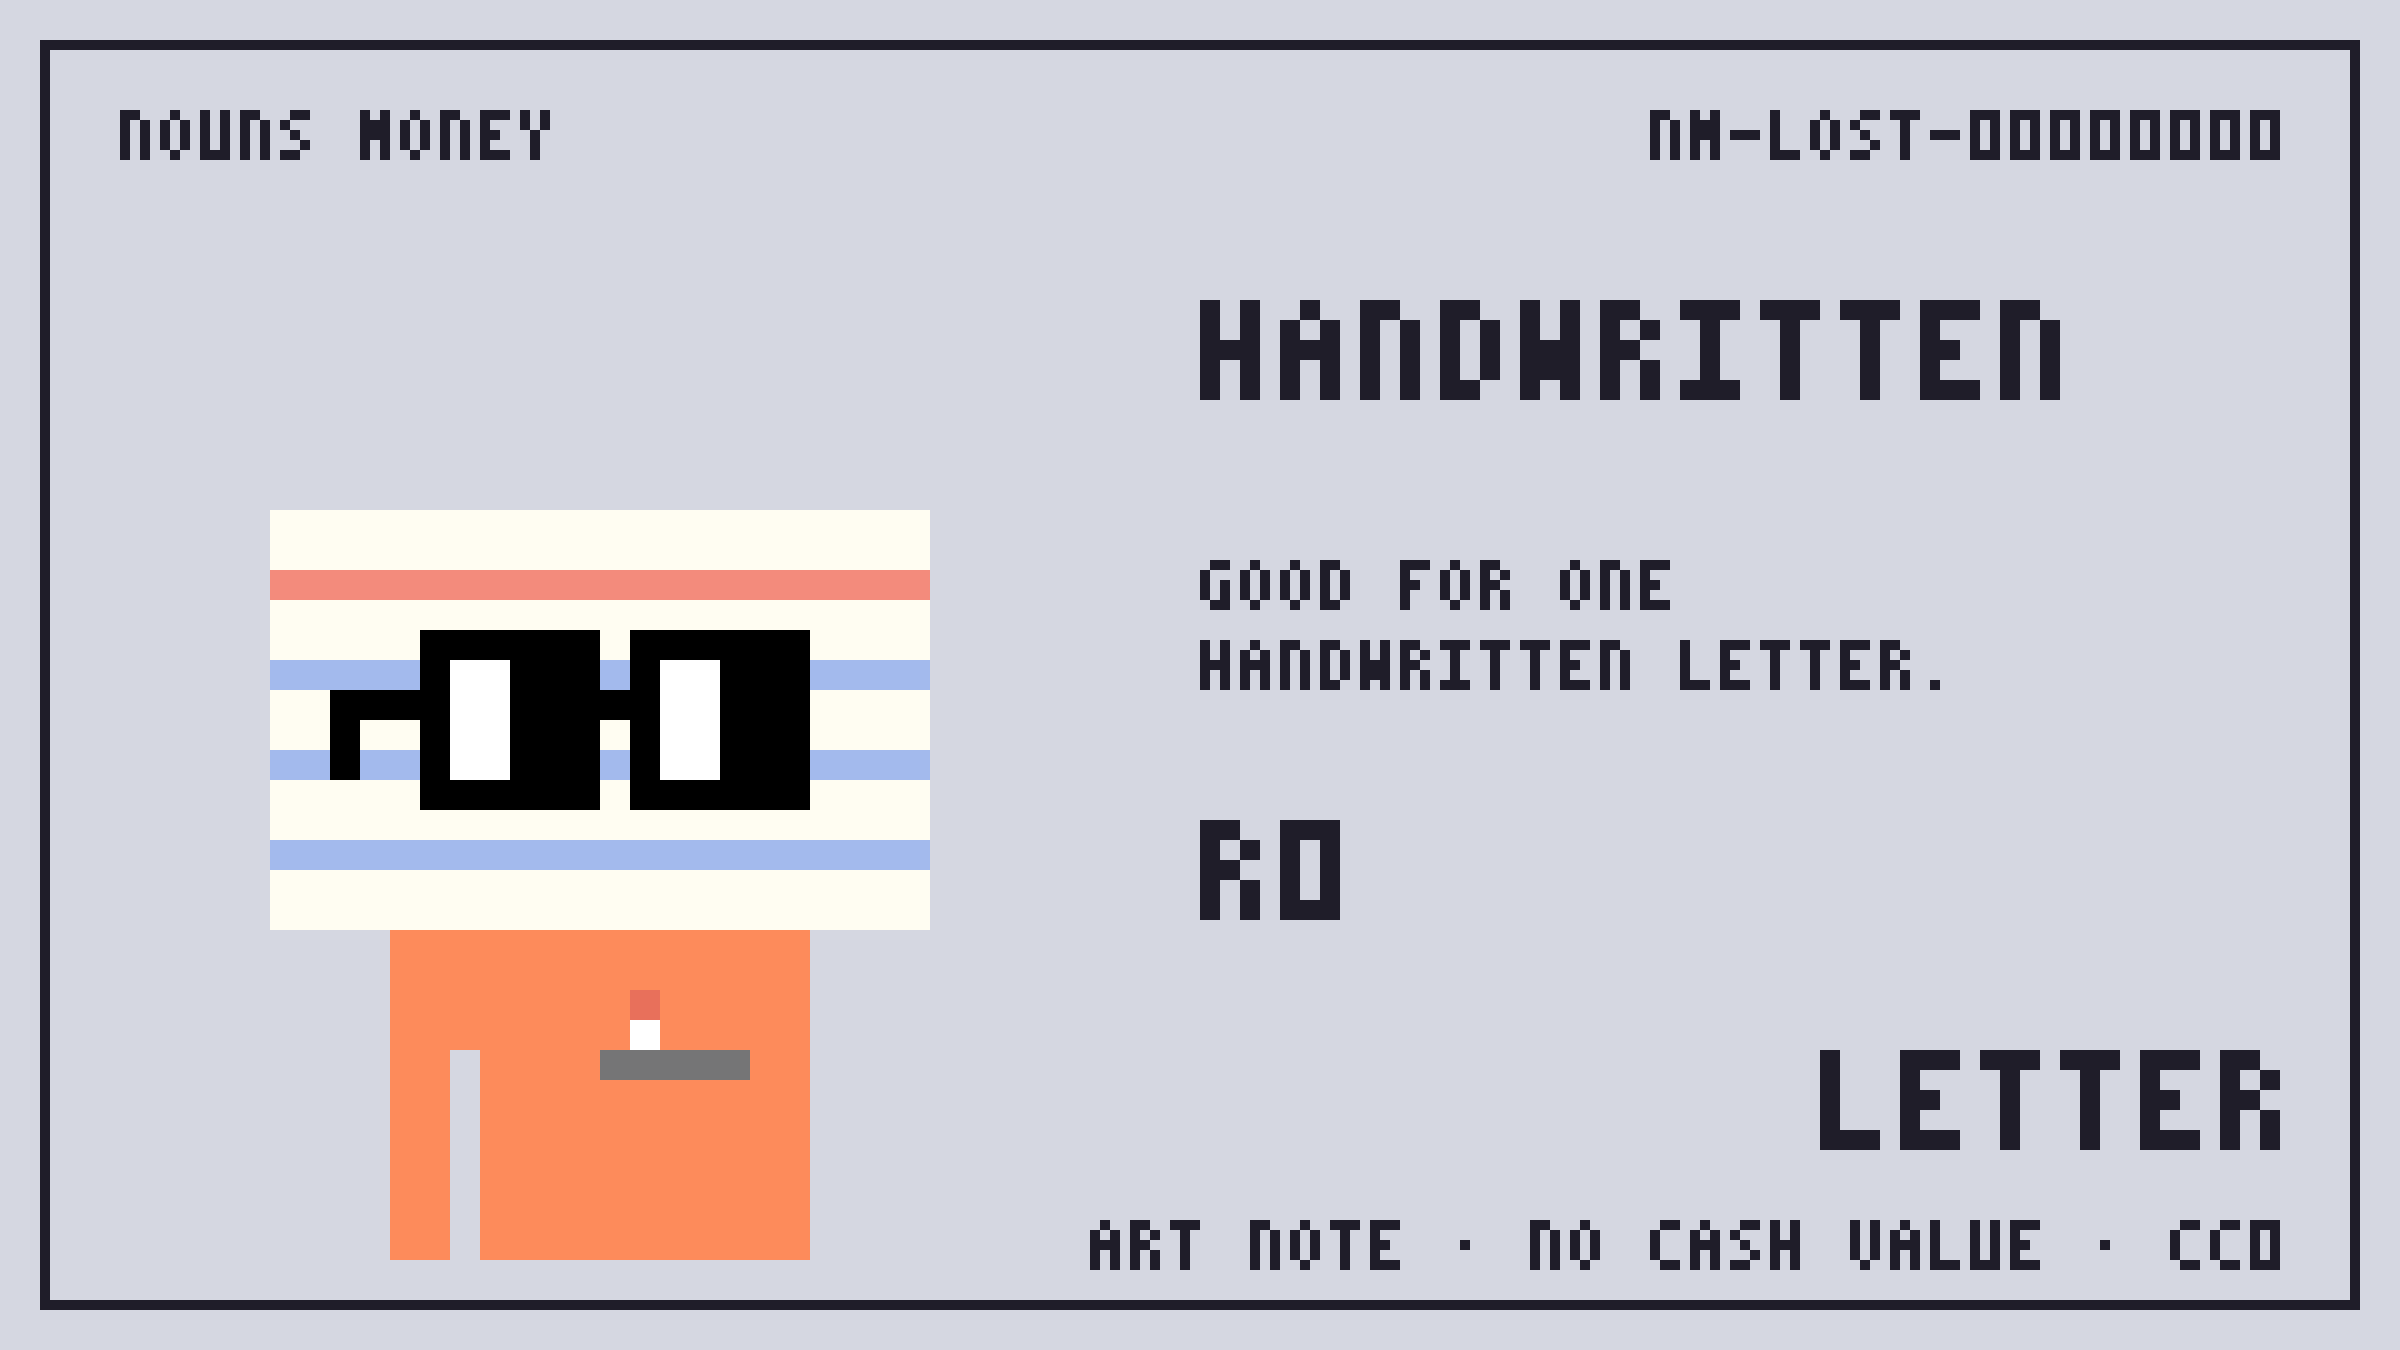 NOUNS MONEY
NM-LOST-00000000
HANDWRITTEN
GOOD FOR ONE
HANDWRITTEN LETTER.
R0
LETTER
ART NOTE · NO CASH VALUE · CC0